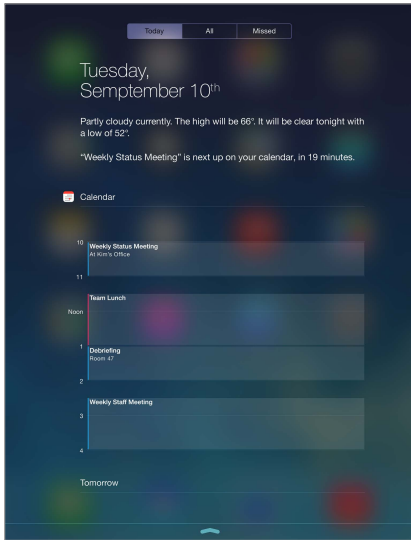 Today All Missed
Tuesday,
Semptember 10th
Partly cloudy currently. The high will be 66°. It will be clear tonight with
a low of 52°.
“Weekly Status Meeting” is next up on your calendar, in 19 minutes.
Calendar
10
Weekly Status Meeting
At Kim's Office
11
Team Lunch
Noon
1
Debriefing
Room 47
2
Weekly Staff Meeting
3
4
Tomorrow